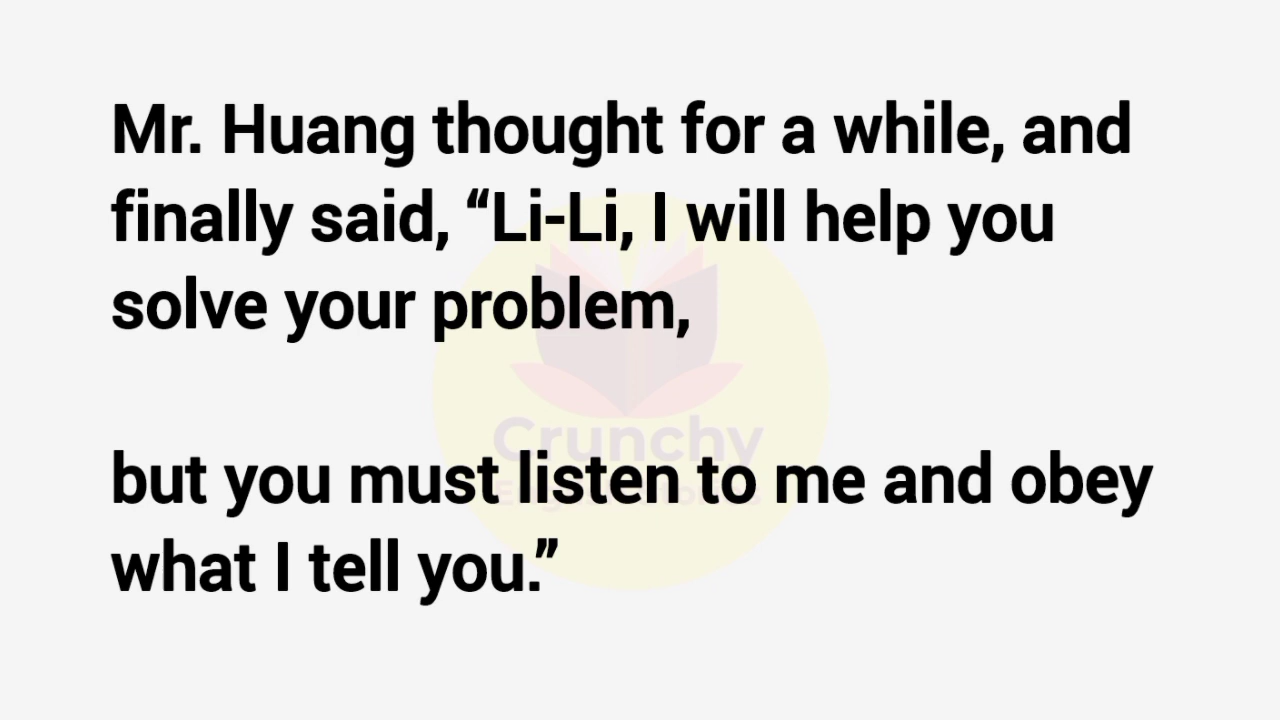 Mr. Huang thought for a while, and
finally said, “Li-Li, I will help you
solve your problem,
but you must listen to me and obey
what I tell you.”
Crunchy